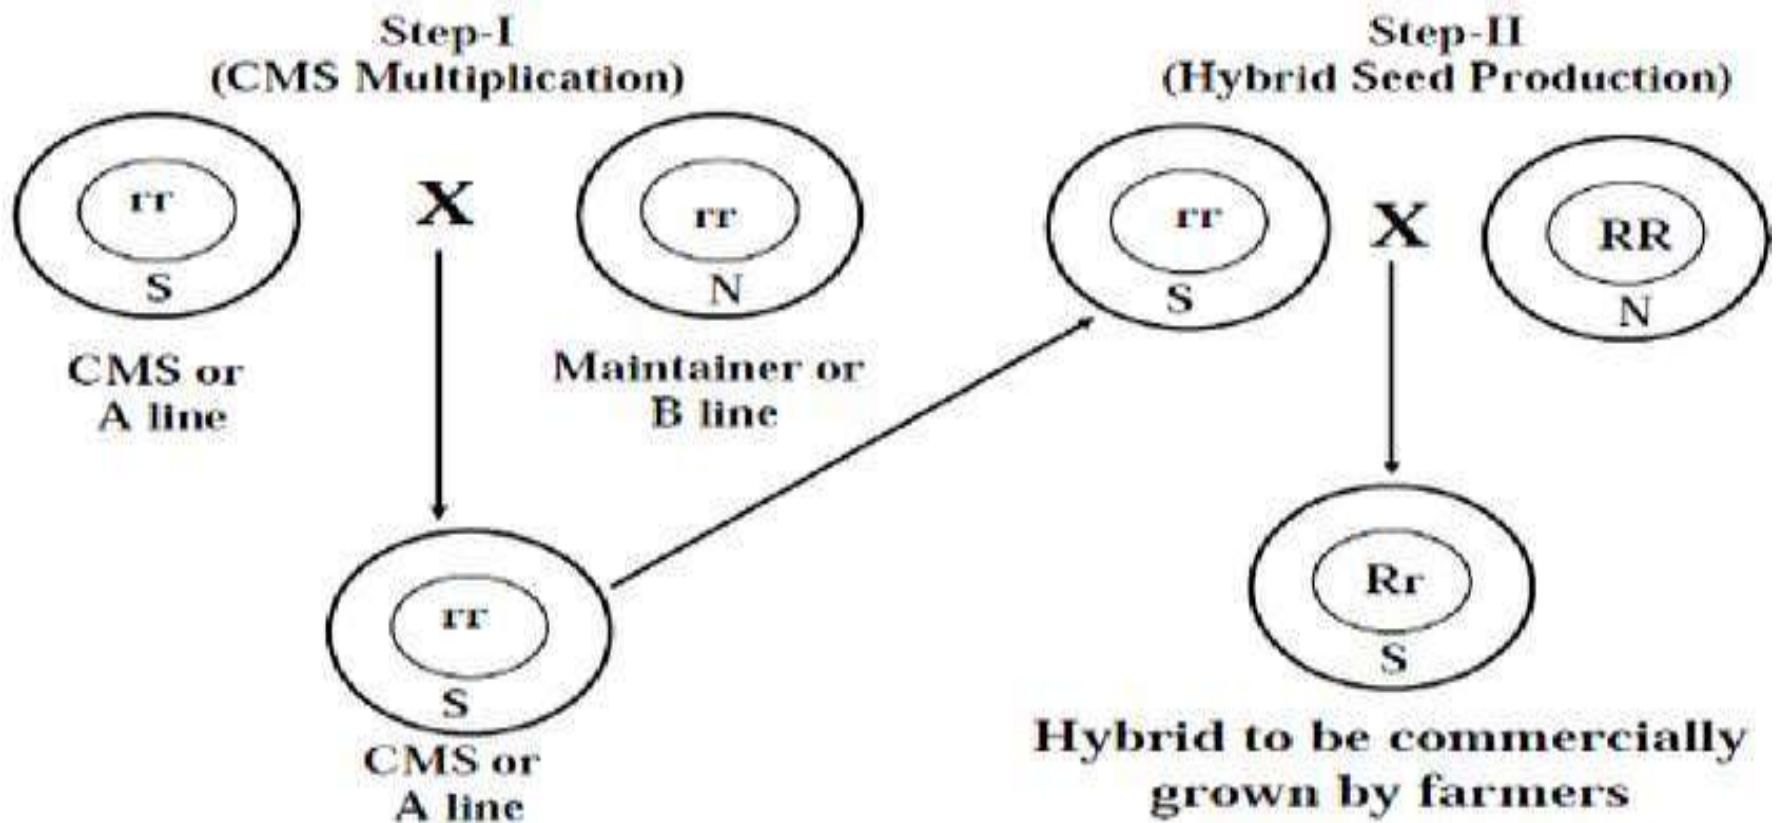 Step-I
(CMS Multiplication)
rr
S
X
rr
N
CMS or
A line
Maintainer or
B line
rr
S
CMS or
A line
Step-II
(Hybrid Seed Production)
rr
S
X
RR
N
Rr
S
Hybrid to be commercially
grown by farmers